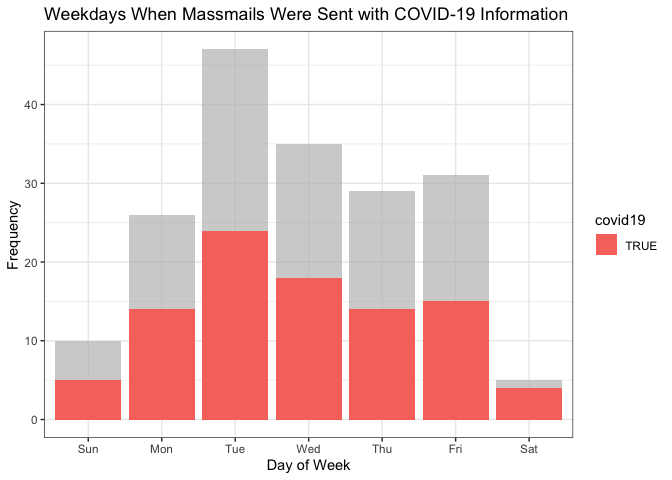 Weekdays When Massmails Were Sent with COVID-19 Information
Frequency
40
30
20
10
0
Sun Mon Tue Wed Thu Fri Sat
Day of Week
covid19
TRUE